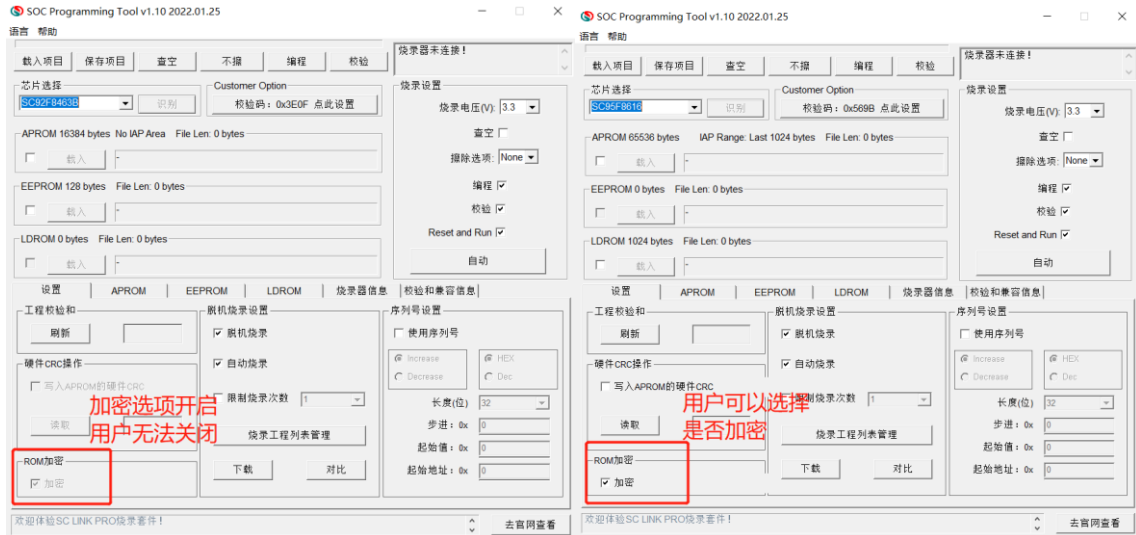 SOC Programming Tool v1.10 2022.01.25
语言 帮助
载入项目 保存项目 查空 不擦 编程 校验
烧录器未连接！
芯片选择
SC92F8463B 识别
Customer Option
校验码：0x3E0F 点此设置
烧录设置
烧录电压(V): 3.3
查空
擦除选项: None
编程
校验
Reset and Run
自动
APROM 16384 bytes No IAP Area File Len: 0 bytes
载入 -
EEPROM 128 bytes File Len: 0 bytes
载入 -
LDROM 0 bytes File Len: 0 bytes
载入 -
设置 APROM EEPROM LDROM 烧录器信息 校验和兼容信息
工程校验和
刷新
硬件CRC操作
写入APROM的硬件CRC
读取
加密选项开启
用户无法关闭
ROM加密
加密
脱机烧录设置
脱机烧录
自动烧录
限制烧录次数 1
烧录工程列表管理
下载 对比
序列号设置
使用序列号
Increase HEX
Decrease Dec
长度(位) 32
步进：0x 0
起始值：0x 0
起始地址：0x 0
欢迎体验SC LINK PRO烧录套件！ 去官网查看
SOC Programming Tool v1.10 2022.01.25
语言 帮助
载入项目 保存项目 查空 不擦 编程 校验
烧录器未连接！
芯片选择
SC95F8616 识别
Customer Option
校验码：0x569B 点此设置
烧录设置
烧录电压(V): 3.3
查空
擦除选项: None
编程
校验
Reset and Run
自动
APROM 65536 bytes IAP Range: Last 1024 bytes File Len: 0 bytes
载入 -
EEPROM 0 bytes File Len: 0 bytes
载入 -
LDROM 1024 bytes File Len: 0 bytes
载入 -
设置 APROM EEPROM LDROM 烧录器信息 校验和兼容信息
工程校验和
刷新
硬件CRC操作
写入APROM的硬件CRC
读取
用户可以选择
是否加密
ROM加密
加密
脱机烧录设置
脱机烧录
自动烧录
限制烧录次数 1
烧录工程列表管理
下载 对比
序列号设置
使用序列号
Increase HEX
Decrease Dec
长度(位) 32
步进：0x 0
起始值：0x 0
起始地址：0x 0
欢迎体验SC LINK PRO烧录套件！ 去官网查看